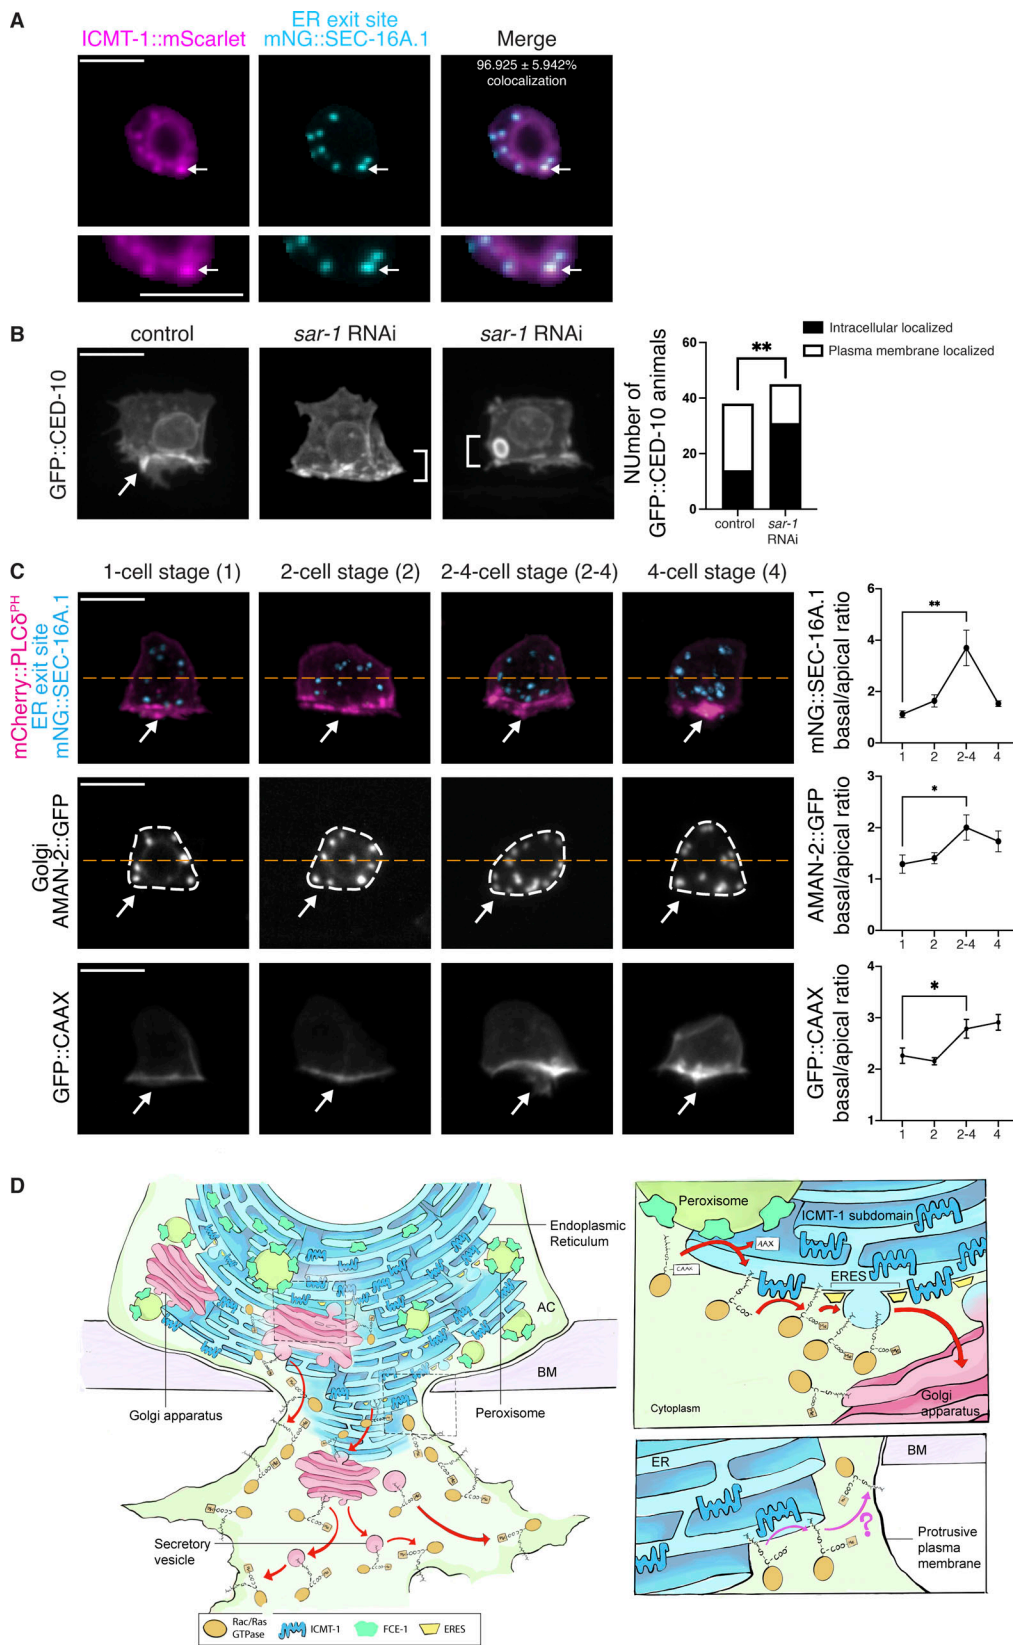 A
ICMT-1::mScarlet
ER exit site
mNG::SEC-16A.1
Merge
96.925 ± 5.942%
colocalization
B
control
sar-1 RNAi
sar-1 RNAi
GFP::CED-10
Intracellular localized
Plasma membrane localized
NUmber of
GFP::CED-10 animals
60
40
20
0
**
control
sar-1
RNAi
C
1-cell stage (1)
2-cell stage (2)
2-4-cell stage (2-4)
4-cell stage (4)
mCherry::PLCδPH
ER exit site
mNG::SEC-16A.1
mNG::SEC-16A.1
basal/apical ratio
6
4
2
0
**
1 2 2-4 4
Golgi
AMAN-2::GFP
AMAN-2::GFP
basal/apical ratio
3
2
1
0
*
1 2 2-4 4
GFP::CAAX
GFP::CAAX
basal/apical ratio
4
3
2
1
*
1 2 2-4 4
D
Endoplasmic
Reticulum
AC
BM
Golgi apparatus
Peroxisome
Secretory
vesicle
Rac/Ras
GTPase
ICMT-1
FCE-1
ERES
Peroxisome
ICMT-1 subdomain
AAX
CAAX
ERES
Cytoplasm
Golgi
apparatus
ER
BM
?
Protrusive
plasma
membrane